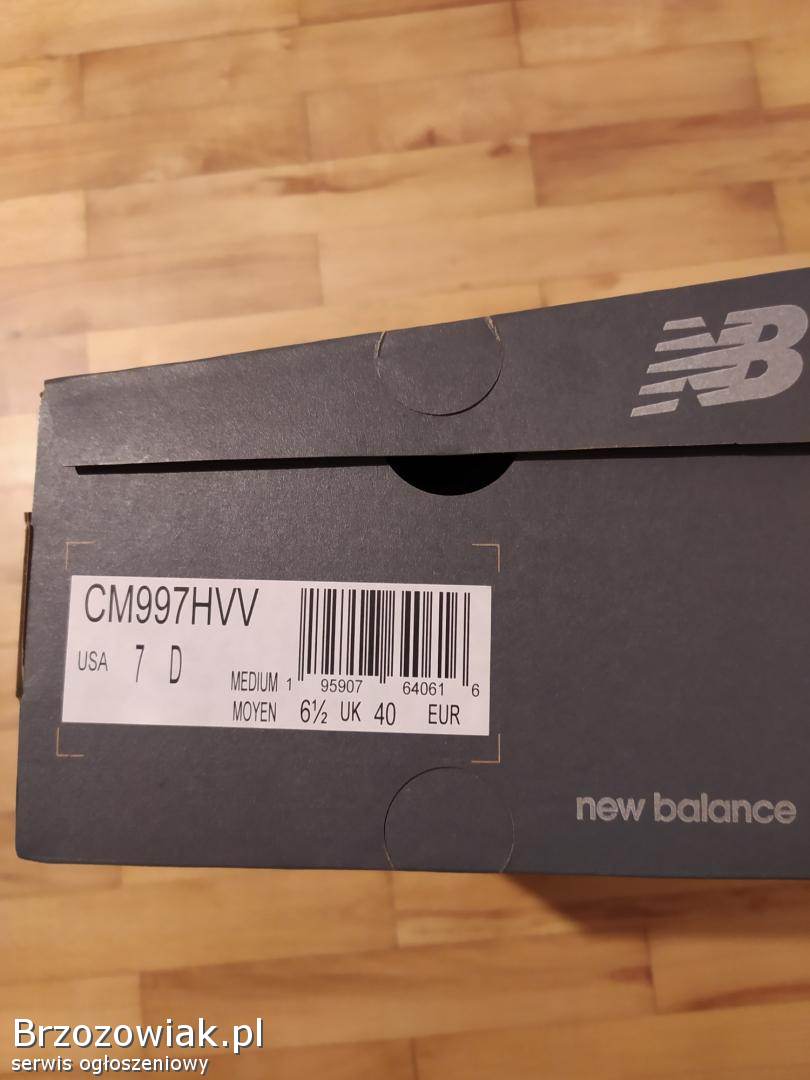 NB
CM997HVV
USA 7 D
MEDIUM 1 95907 64061 6
MOYEN 6½ UK 40 EUR
new balance
Brzozowiak.pl
serwis ogłoszeniowy